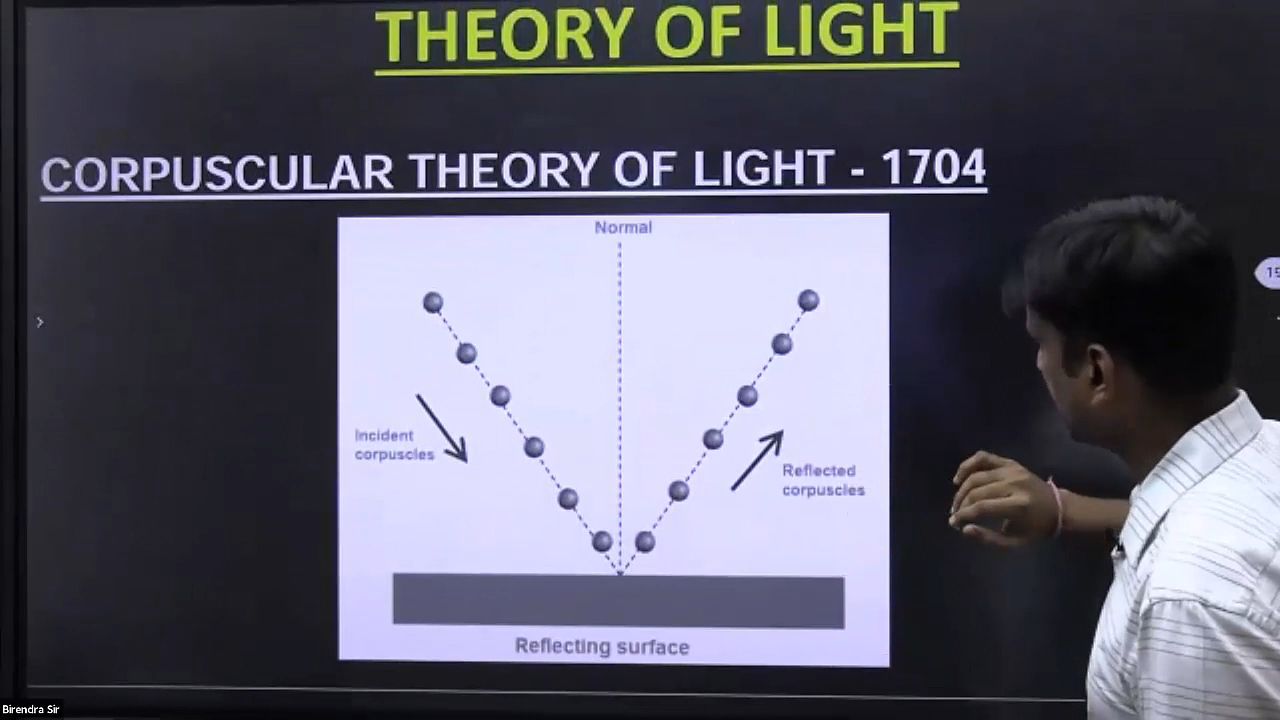 THEORY OF LIGHT
CORPUSCULAR THEORY OF LIGHT - 1704
Normal
Incident
corpuscles
Reflected
corpuscles
Reflecting surface
Birendra Sir